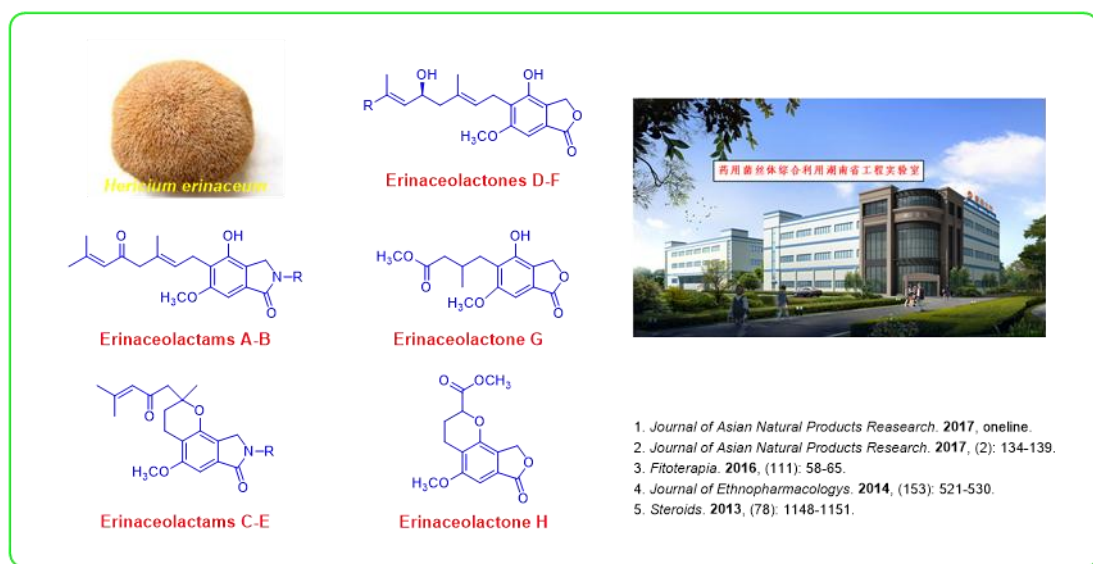 Hericium erinaceum
OH
OH
R
O
H₃CO
O
Erinaceolactones D-F
O
OH
N–R
H₃CO
O
Erinaceolactams A-B
OH
H₃CO
O
O
H₃CO
O
Erinaceolactone G
O
O
N–R
H₃CO
O
Erinaceolactams C-E
OCH₃
O
O
O
H₃CO
O
Erinaceolactone H
药用菌丝体综合利用湖南省工程实验室
1. Journal of Asian Natural Products Reasearch. 2017, oneline.
2. Journal of Asian Natural Products Research. 2017, (2): 134-139.
3. Fitoterapia. 2016, (111): 58-65.
4. Journal of Ethnopharmacologys. 2014, (153): 521-530.
5. Steroids. 2013, (78): 1148-1151.